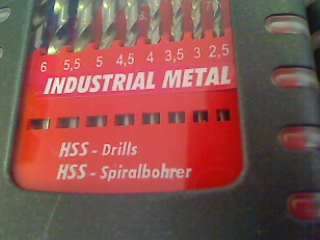 6 5,5 5 4,5 4 3,5 3 2,5
INDUSTRIAL METAL
HSS - Drills
HSS - Spiralbohrer